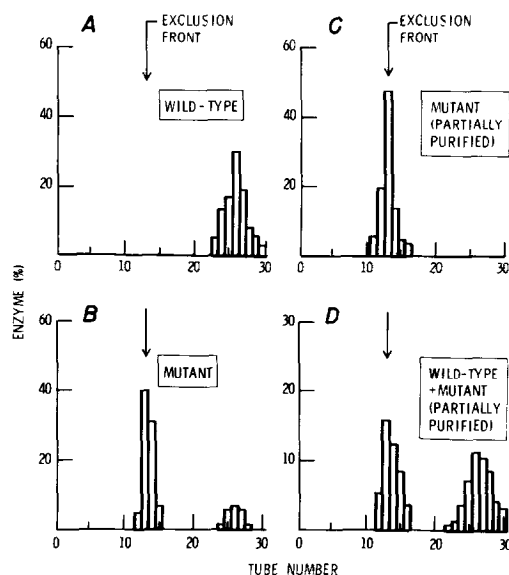 A
EXCLUSION
FRONT
60
40
20
WILD-TYPE
0
10
20
30
C
EXCLUSION
FRONT
60
40
20
MUTANT
(PARTIALLY
PURIFIED)
0
10
20
30
ENZYME (%)
B
60
40
20
MUTANT
0
10
20
30
D
30
20
10
WILD-TYPE
+MUTANT
(PARTIALLY
PURIFIED)
0
10
20
30
TUBE NUMBER